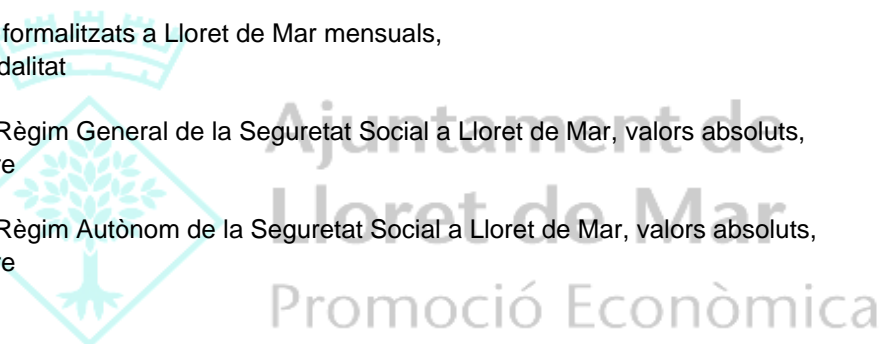 formalitzats a Lloret de Mar mensuals,
dalitat
Règim General de la Seguretat Social a Lloret de Mar, valors absoluts,
re
Règim Autònom de la Seguretat Social a Lloret de Mar, valors absoluts,
re
Ajuntament de
Lloret de Mar
Promoció Econòmica